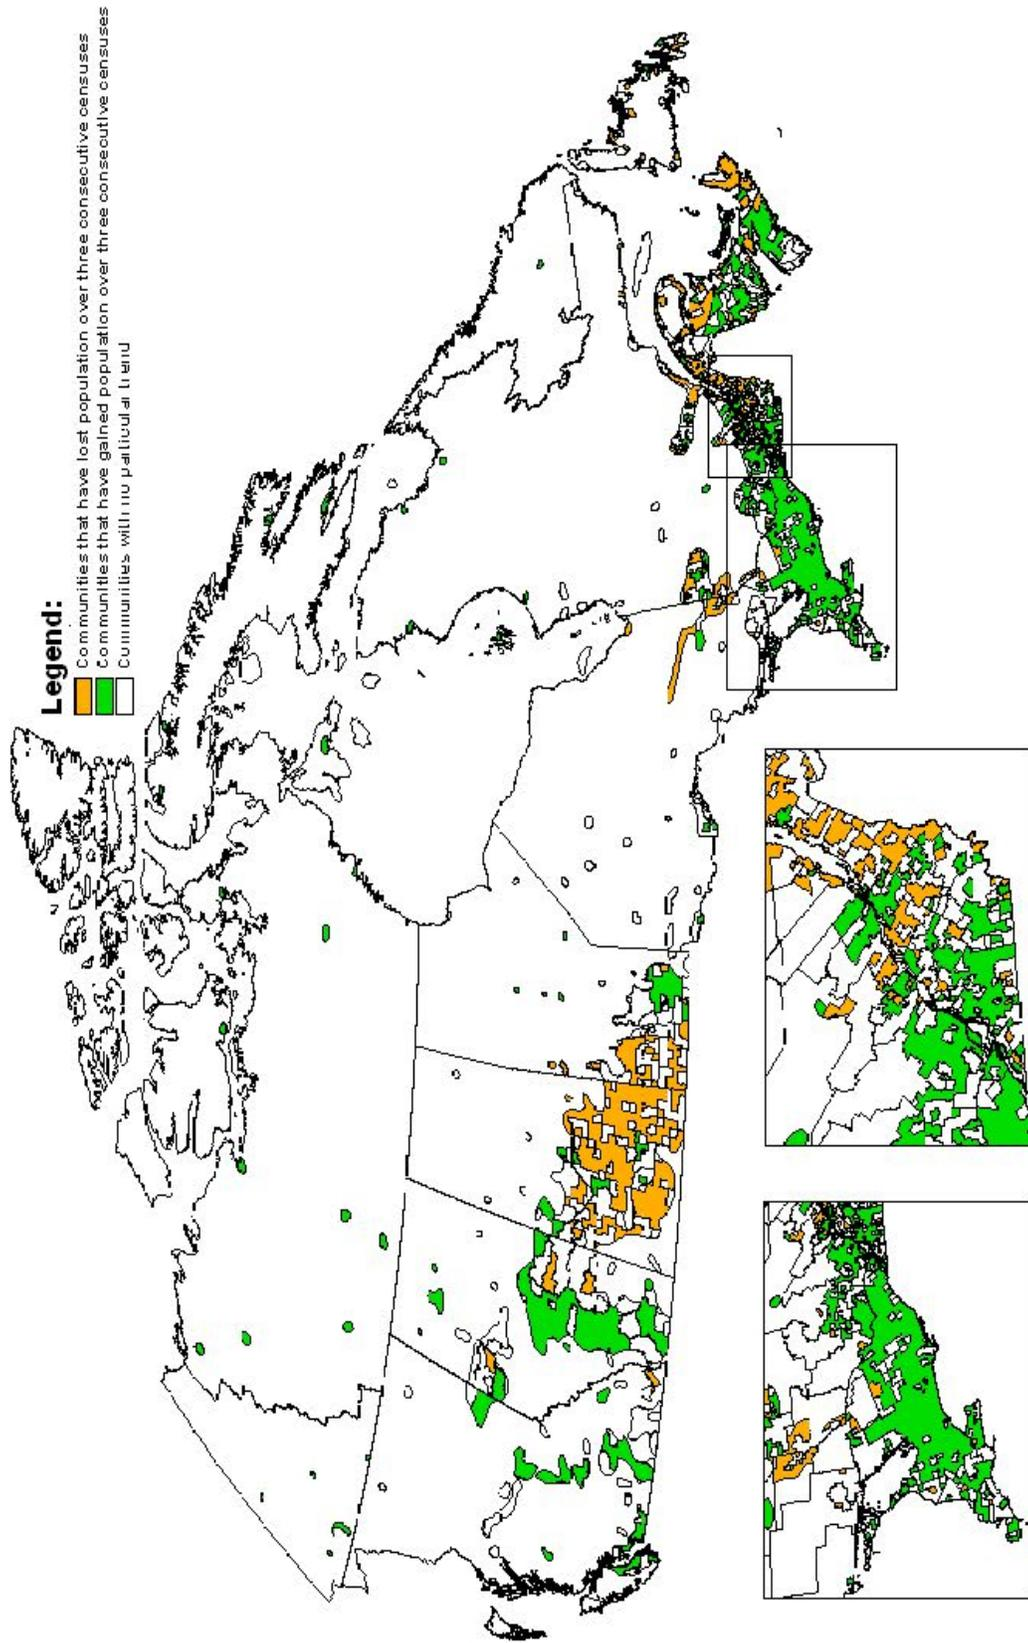 Legend:
Communities that have lost population over three consecutive censuses
Communities that have gained population over three consecutive censuses
Communities with no particular trend